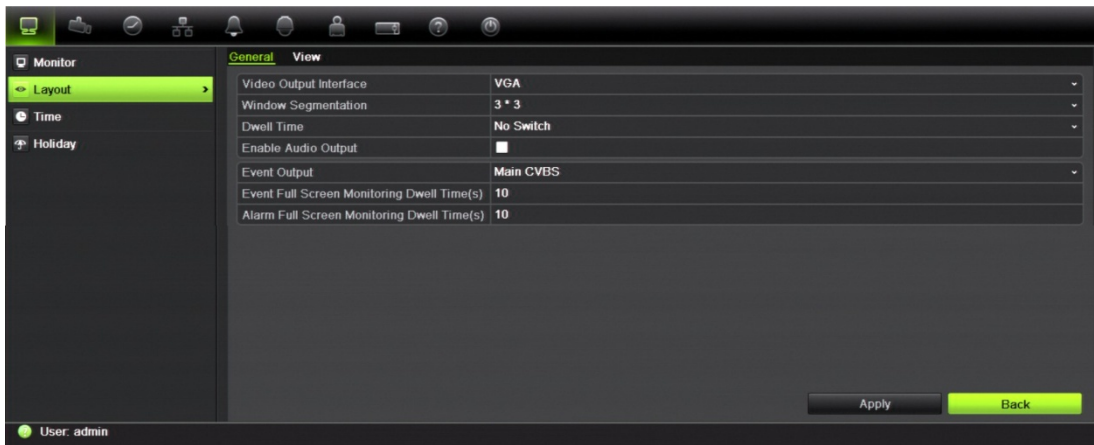 General View
Monitor
Layout
Time
Holiday
Video Output Interface VGA
Window Segmentation 3 * 3
Dwell Time No Switch
Enable Audio Output
Event Output Main CVBS
Event Full Screen Monitoring Dwell Time(s) 10
Alarm Full Screen Monitoring Dwell Time(s) 10
Apply Back
User: admin